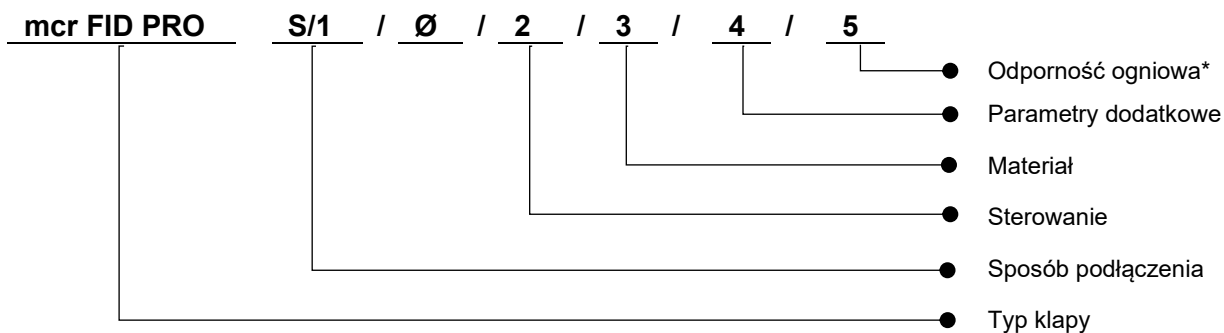 mcr FID PRO S/1 / Ø / 2 / 3 / 4 / 5
Odporność ogniowa*
Parametry dodatkowe
Materiał
Sterowanie
Sposób podłączenia
Typ klapy